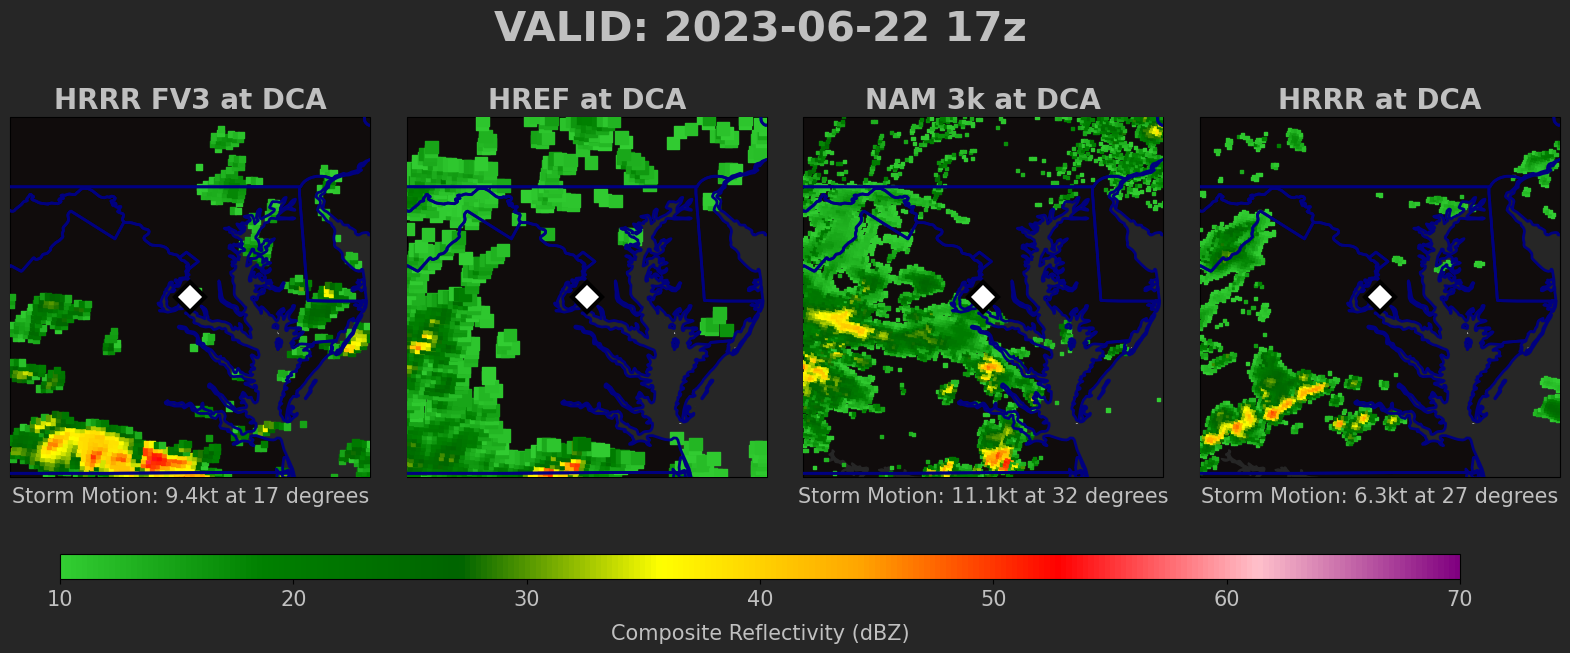 VALID: 2023-06-22 17z
HRRR FV3 at DCA
HREF at DCA
NAM 3k at DCA
HRRR at DCA
Storm Motion: 9.4kt at 17 degrees
Storm Motion: 11.1kt at 32 degrees
Storm Motion: 6.3kt at 27 degrees
10 20 30 40 50 60 70
Composite Reflectivity (dBZ)